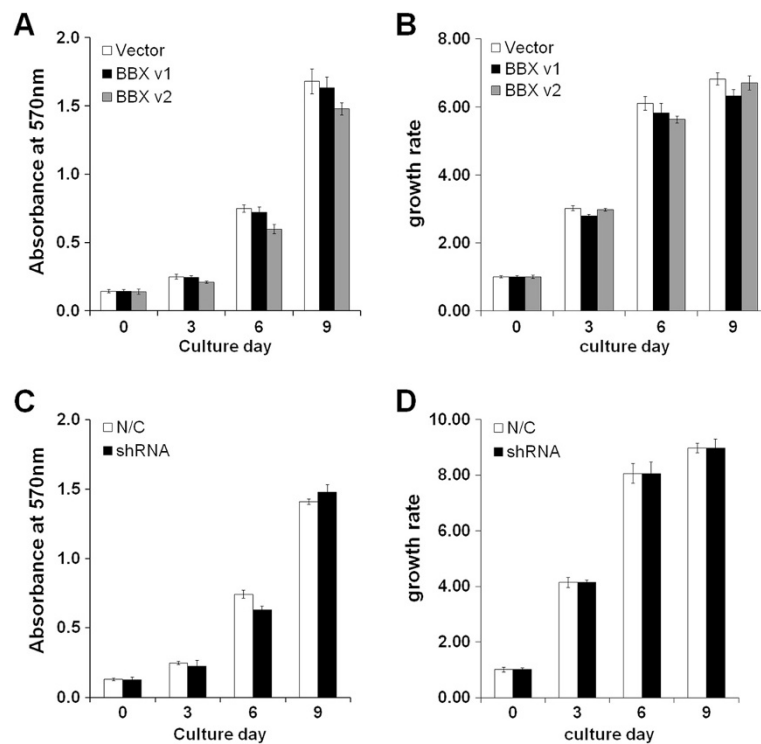 A
Absorbance at 570nm
2.0
1.5
1.0
0.5
0.0
Vector
BBX v1
BBX v2
0 3 6 9
Culture day
B
growth rate
8.00
6.00
4.00
2.00
0.00
Vector
BBX v1
BBX v2
0 3 6 9
culture day
C
Absorbance at 570nm
2.0
1.5
1.0
0.5
0.0
N/C
shRNA
0 3 6 9
Culture day
D
growth rate
10.00
8.00
6.00
4.00
2.00
0.00
N/C
shRNA
0 3 6 9
culture day